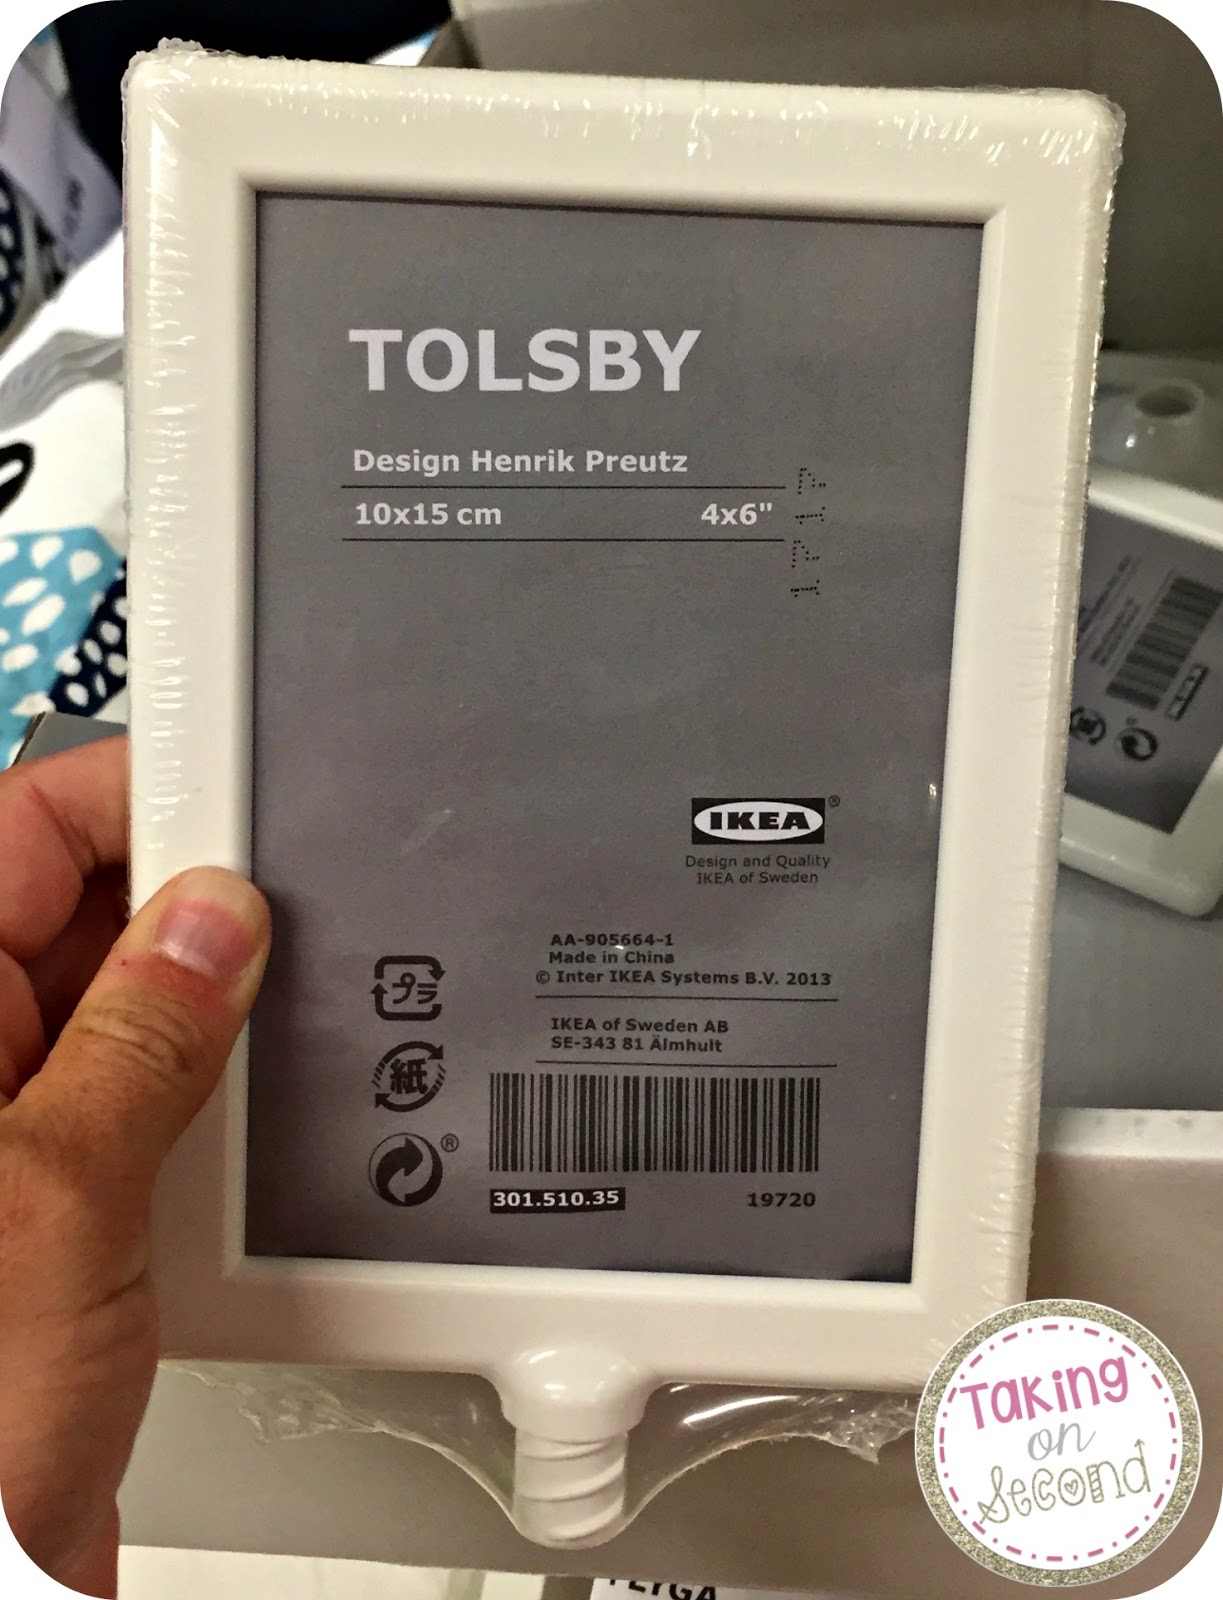 TOLSBY
Design Henrik Preutz
10x15 cm 4x6"
IKEA ®
Design and Quality
IKEA of Sweden
AA-905664-1
Made in China
© Inter IKEA Systems B.V. 2013
IKEA of Sweden AB
SE-343 81 Älmhult
プラ
紙
®
301.510.35 19720
Taking
on
Second